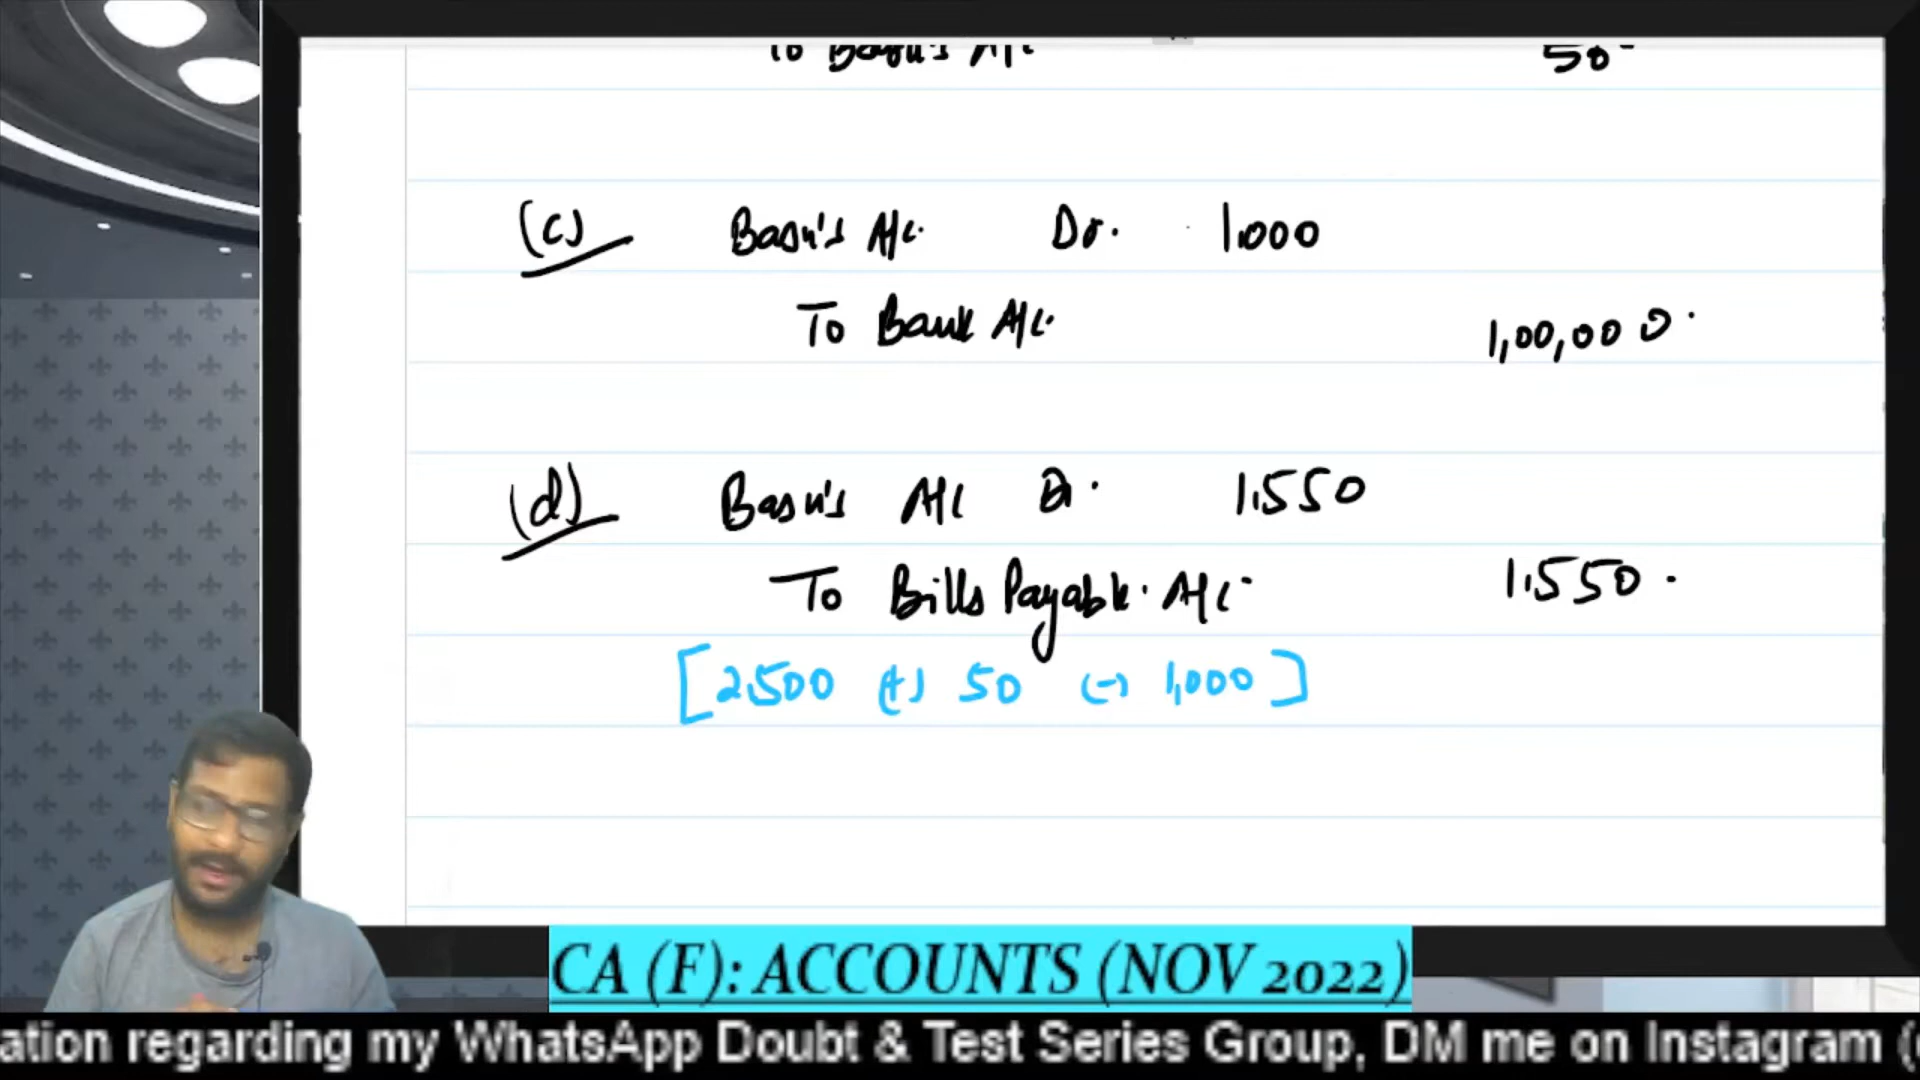 To Basu's A/c 50
(c) Basu's A/c. Dr. 1,000
To Bank A/c. 1,00,000.
(d) Basu's A/c Dr. 1,550
To Bills Payable. A/c 1,550.
[2,500 (+) 50 (-) 1,000]
CA (F): ACCOUNTS (NOV 2022)
ation regarding my WhatsApp Doubt & Test Series Group, DM me on Instagram (